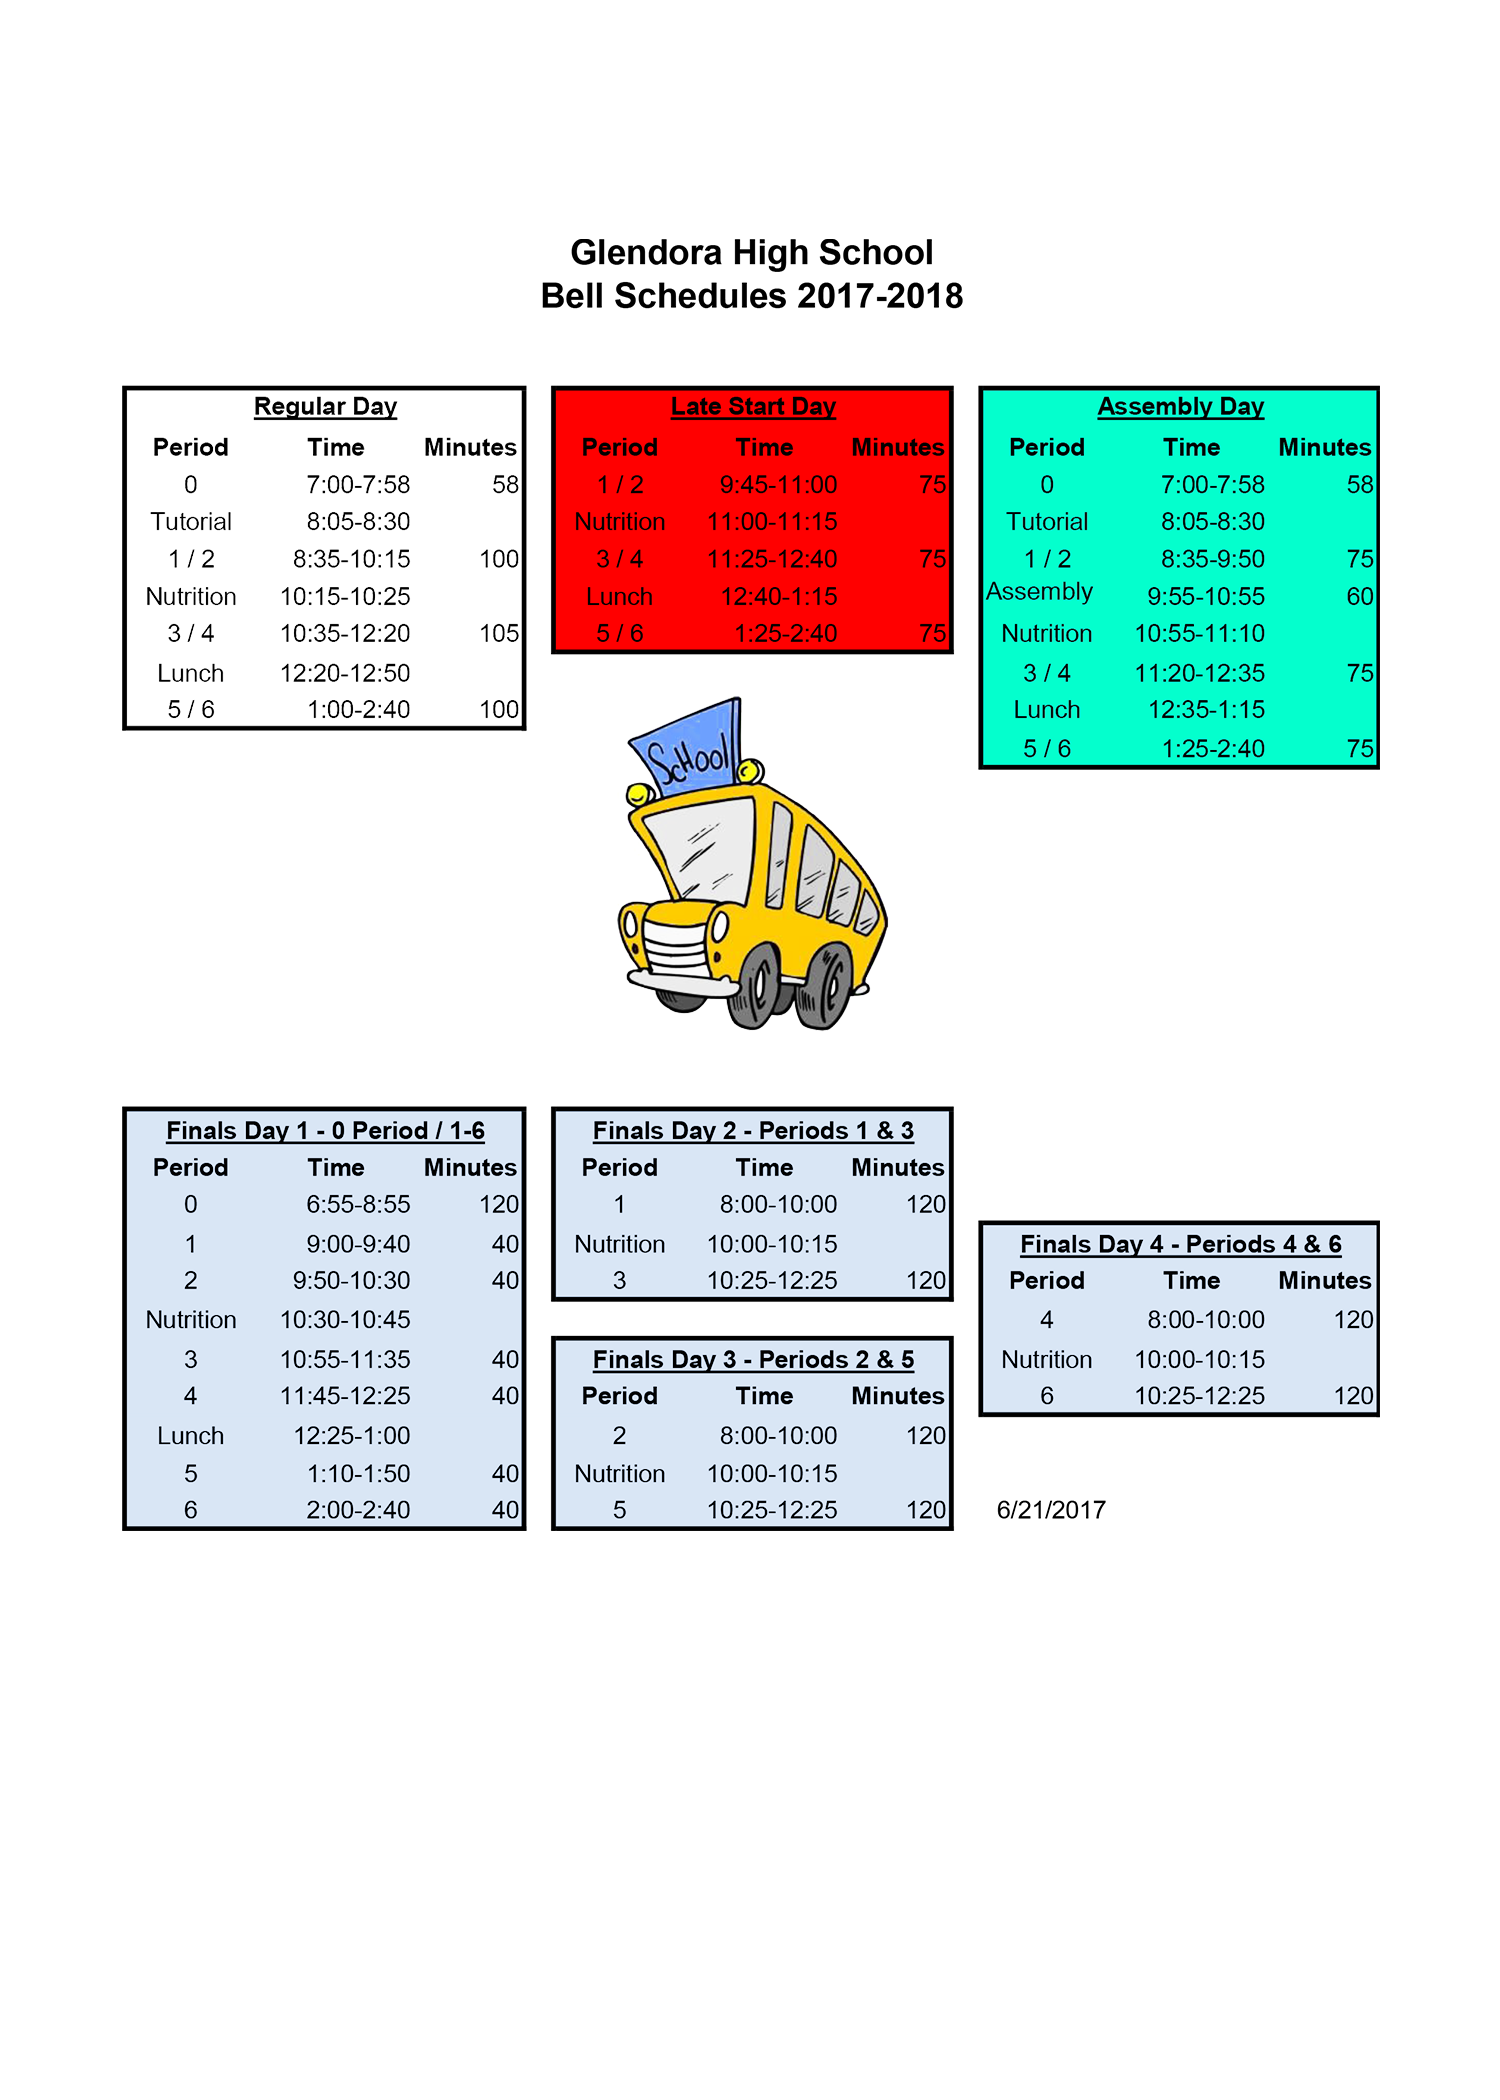 Glendora High School
Bell Schedules 2017-2018
Regular Day
Period Time Minutes
0 7:00-7:58 58
Tutorial 8:05-8:30
1 / 2 8:35-10:15 100
Nutrition 10:15-10:25
3 / 4 10:35-12:20 105
Lunch 12:20-12:50
5 / 6 1:00-2:40 100
Late Start Day
Period Time Minutes
1 / 2 9:45-11:00 75
Nutrition 11:00-11:15
3 / 4 11:25-12:40 75
Lunch 12:40-1:15
5 / 6 1:25-2:40 75
Assembly Day
Period Time Minutes
0 7:00-7:58 58
Tutorial 8:05-8:30
1 / 2 8:35-9:50 75
Assembly 9:55-10:55 60
Nutrition 10:55-11:10
3 / 4 11:20-12:35 75
Lunch 12:35-1:15
5 / 6 1:25-2:40 75
SCHOOL
Finals Day 1 - 0 Period / 1-6
Period Time Minutes
0 6:55-8:55 120
1 9:00-9:40 40
2 9:50-10:30 40
Nutrition 10:30-10:45
3 10:55-11:35 40
4 11:45-12:25 40
Lunch 12:25-1:00
5 1:10-1:50 40
6 2:00-2:40 40
Finals Day 2 - Periods 1 & 3
Period Time Minutes
1 8:00-10:00 120
Nutrition 10:00-10:15
3 10:25-12:25 120
Finals Day 3 - Periods 2 & 5
Period Time Minutes
2 8:00-10:00 120
Nutrition 10:00-10:15
5 10:25-12:25 120
Finals Day 4 - Periods 4 & 6
Period Time Minutes
4 8:00-10:00 120
Nutrition 10:00-10:15
6 10:25-12:25 120
6/21/2017